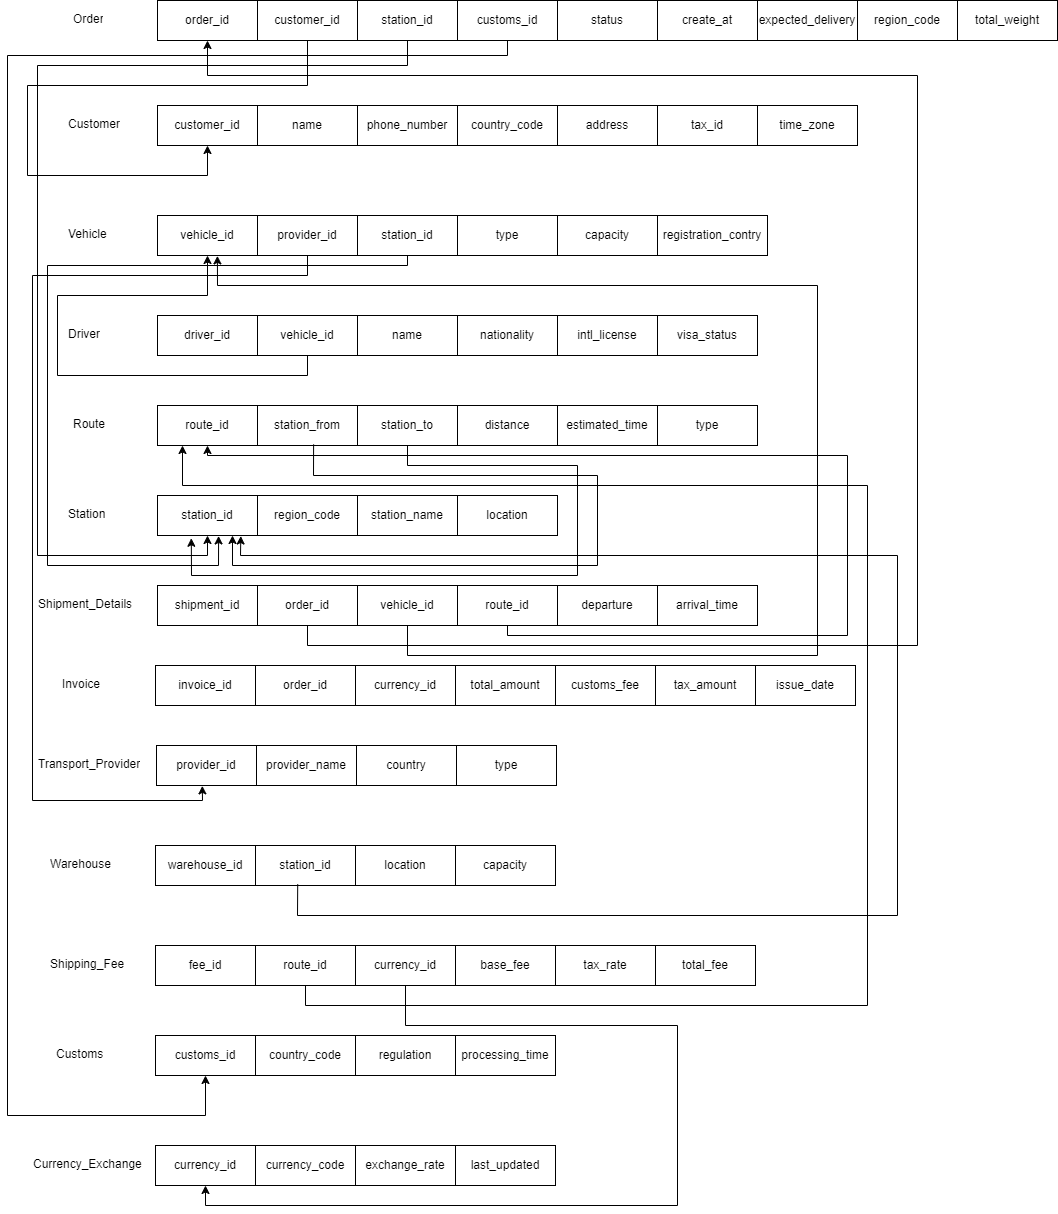 Order order_id customer_id station_id customs_id status create_at expected_delivery region_code total_weight
Customer customer_id name phone_number country_code address tax_id time_zone
Vehicle vehicle_id provider_id station_id type capacity registration_contry
Driver driver_id vehicle_id name nationality intl_license visa_status
Route route_id station_from station_to distance estimated_time type
Station station_id region_code station_name location
Shipment_Details shipment_id order_id vehicle_id route_id departure arrival_time
Invoice invoice_id order_id currency_id total_amount customs_fee tax_amount issue_date
Transport_Provider provider_id provider_name country type
Warehouse warehouse_id station_id location capacity
Shipping_Fee fee_id route_id currency_id base_fee tax_rate total_fee
Customs customs_id country_code regulation processing_time
Currency_Exchange currency_id currency_code exchange_rate last_updated